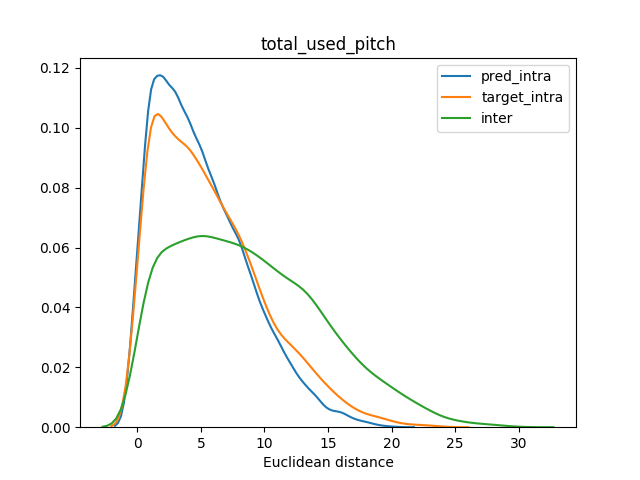 total_used_pitch
0.12
0.10
0.08
0.06
0.04
0.02
0.00
pred_intra
target_intra
inter
0 5 10 15 20 25 30
Euclidean distance